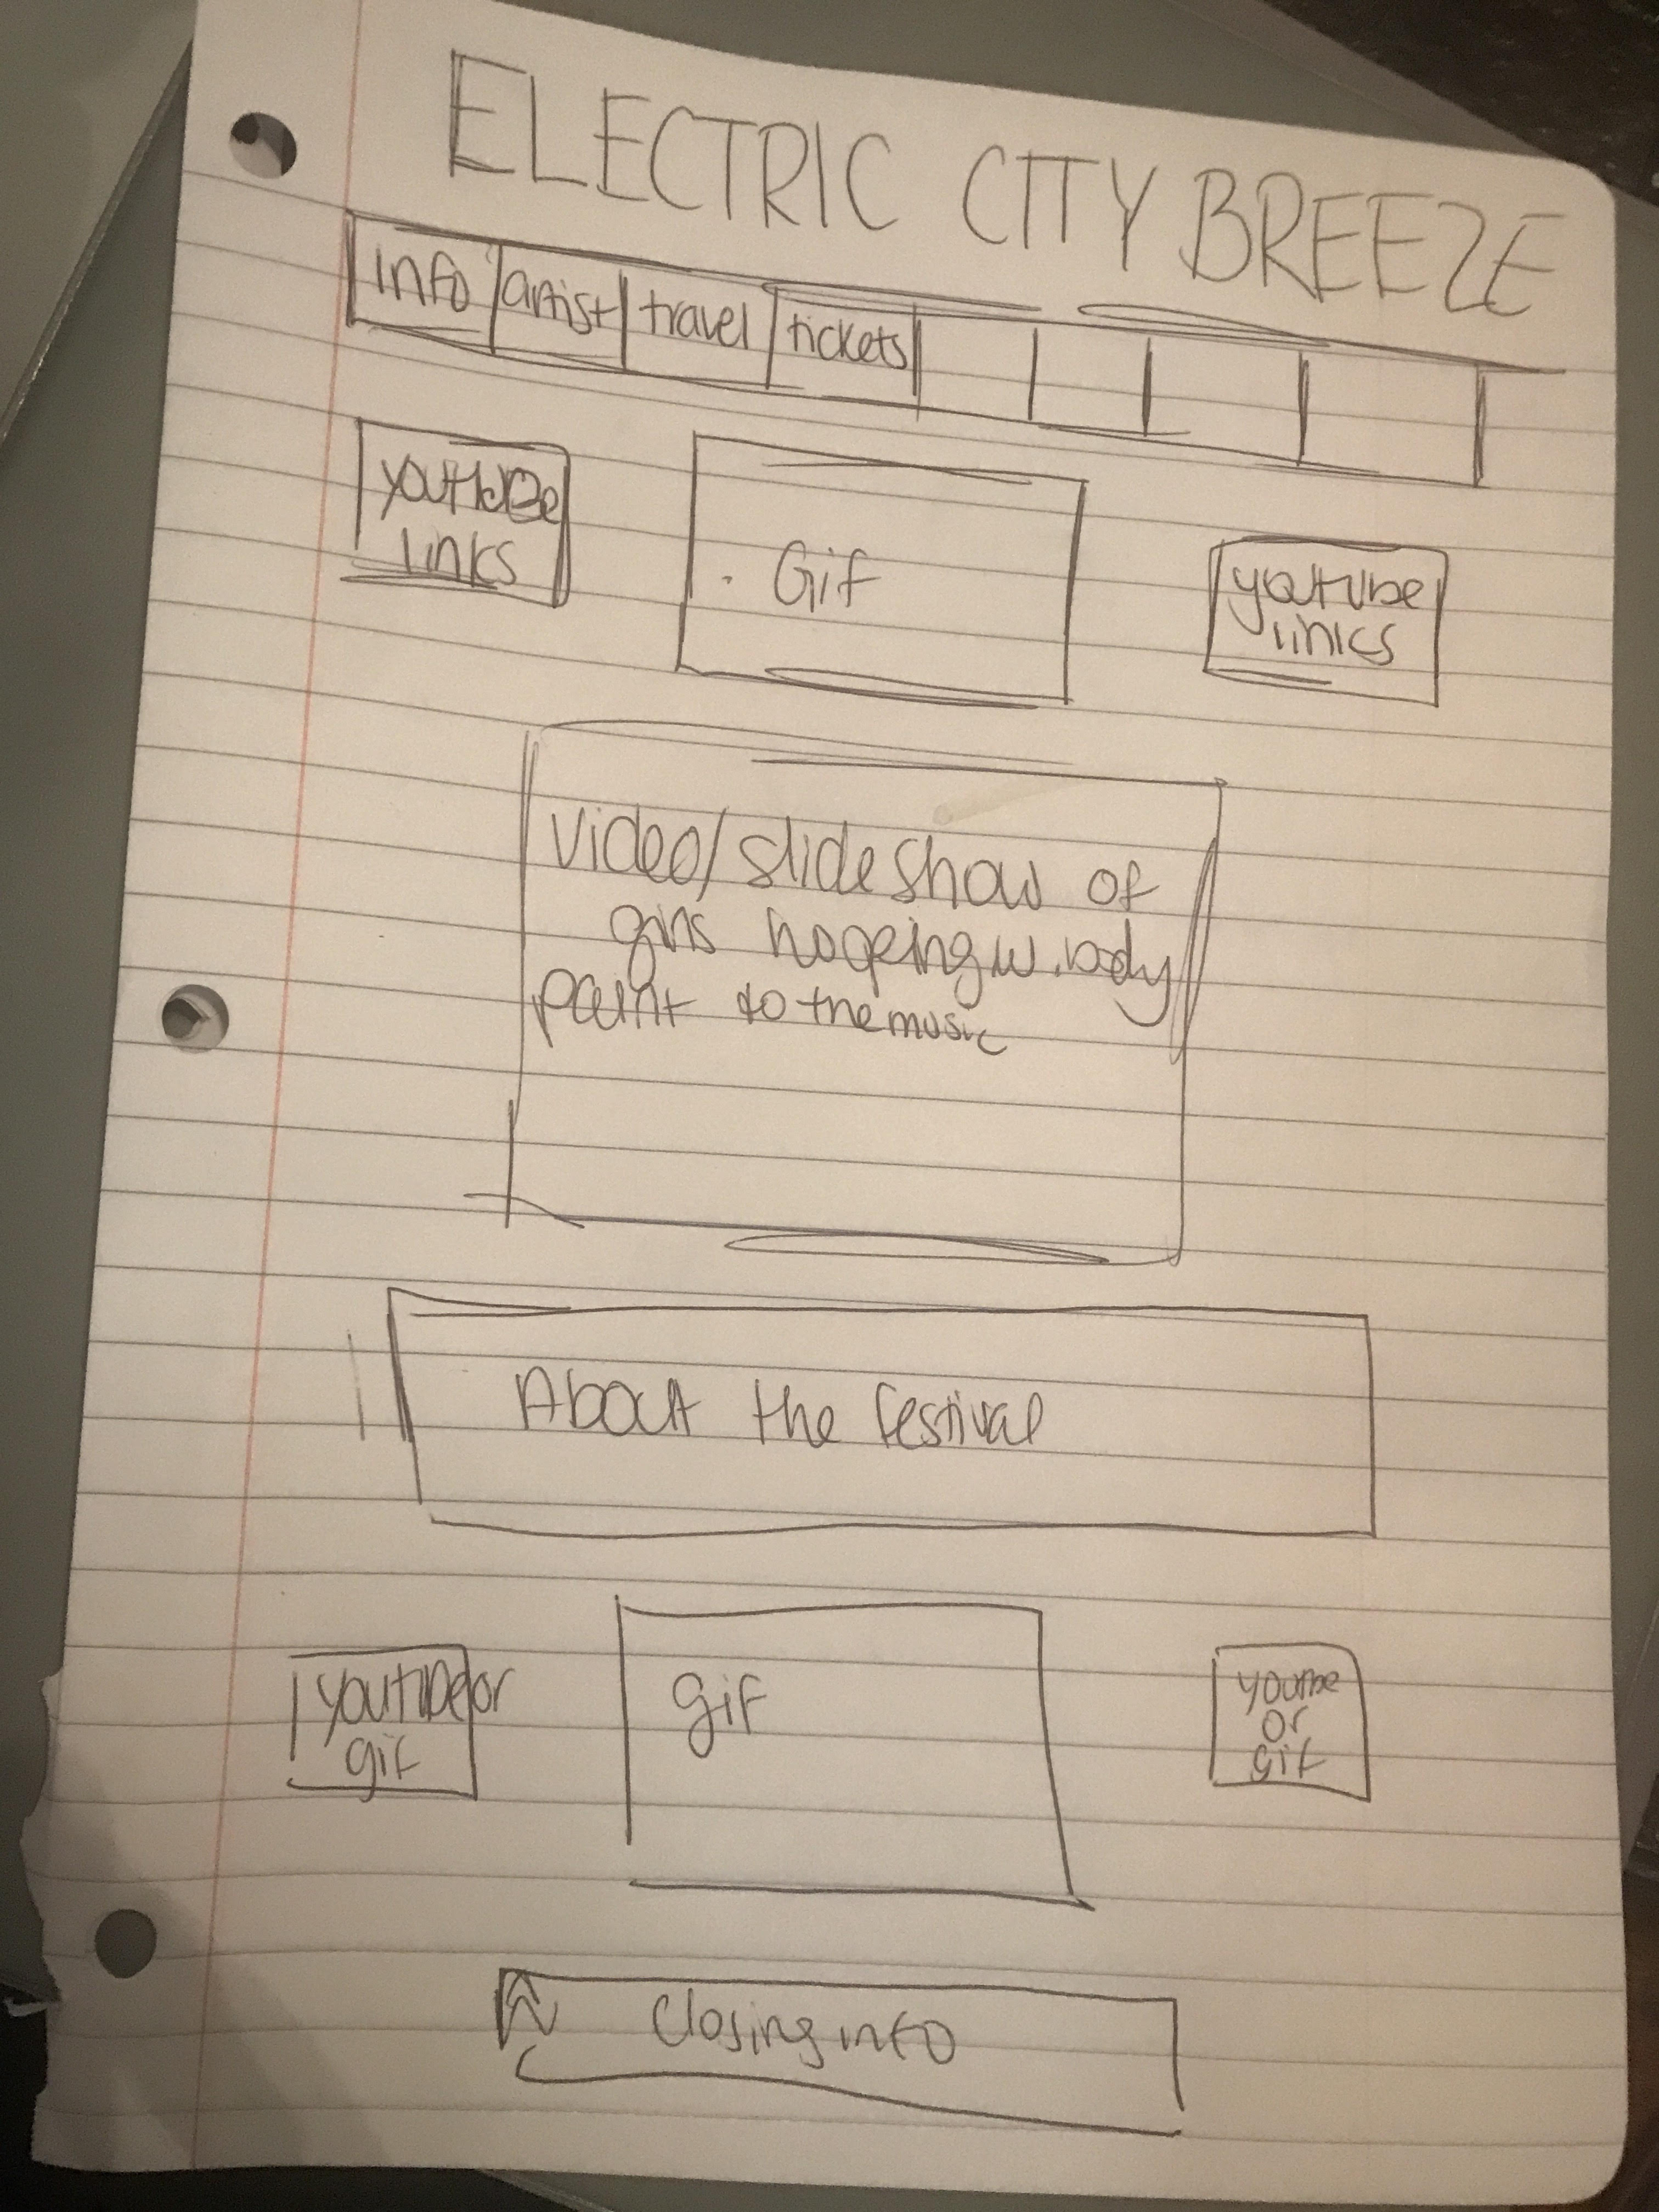 ELECTRIC CITY BREEZE
info artist travel tickets
youtube
links
Gif
youtube
links
video/slideshow of
girls hooping w. body
paint to the music
About the festival
youtube or
gif
gif
youtube
or
gif
Closing info